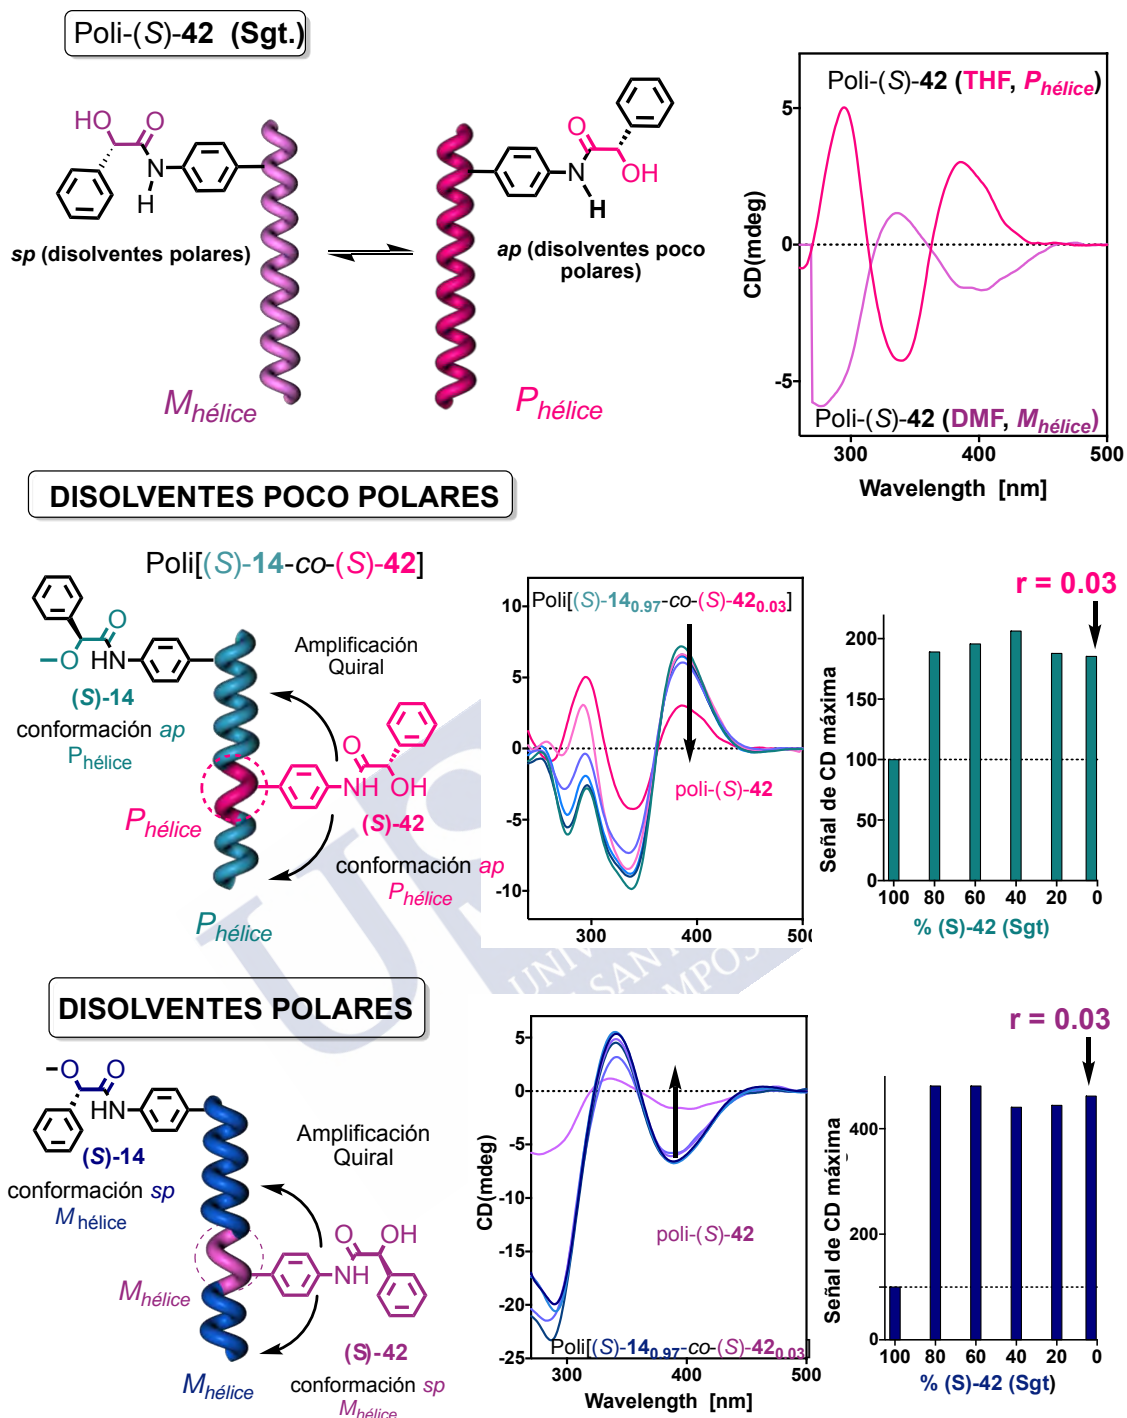 Poli-(S)-42 (Sgt.)
HO
O
N
H
sp (disolventes polares)
M hélice
O
OH
N
H
ap (disolventes poco
polares)
P hélice
Poli-(S)-42 (THF, P hélice)
5
0
-5
CD(mdeg)
Poli-(S)-42 (DMF, M hélice)
300 400 500
Wavelength [nm]
DISOLVENTES POCO POLARES
Poli[(S)-14-co-(S)-42]
O
O
HN
(S)-14
conformación ap
P hélice
Amplificación
Quiral
O
NH OH
(S)-42
P hélice
conformación ap
P hélice
P hélice
Poli[(S)-14 0.97-co-(S)-42 0.03]
10
5
0
-5
-10
poli-(S)-42
300 400 500
r = 0.03
Señal de CD máxima
200
150
100
50
0
100 80 60 40 20 0
% (S)-42 (Sgt)
UNIV
SANT
MPOS
DISOLVENTES POLARES
O
O
HN
(S)-14
conformación sp
M hélice
Amplificación
Quiral
O
OH
NH
M hélice
(S)-42
M hélice
conformación sp
M hélice
CD(mdeg)
5
0
-5
-10
-15
-20
-25
poli-(S)-42
Poli[(S)-14 0.97-co-(S)-42 0.03]
300 400 500
Wavelength [nm]
r = 0.03
Señal de CD máxima
400
200
0
100 80 60 40 20 0
% (S)-42 (Sgt)